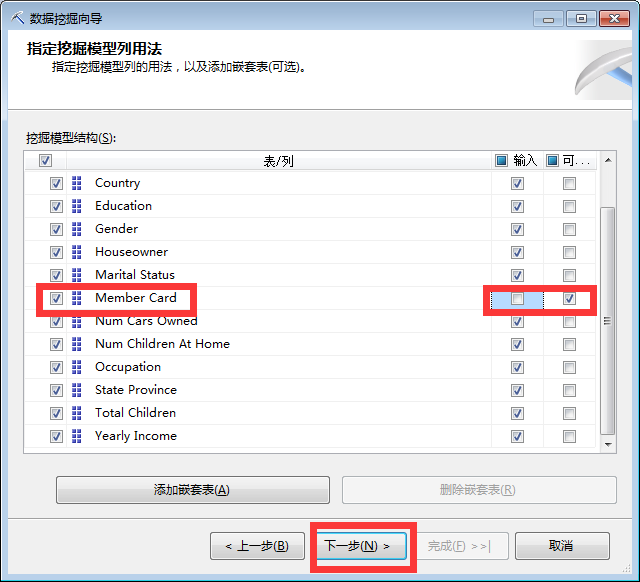 数据挖掘向导
指定挖掘模型列用法
指定挖掘模型列的用法，以及添加嵌套表(可选)。
挖掘模型结构(S):
表/列 输入 可...
Country
Education
Gender
Houseowner
Marital Status
Member Card
Num Cars Owned
Num Children At Home
Occupation
State Province
Total Children
Yearly Income
添加嵌套表(A) 删除嵌套表(R)
< 上一步(B) 下一步(N) > 完成(F) >>| 取消